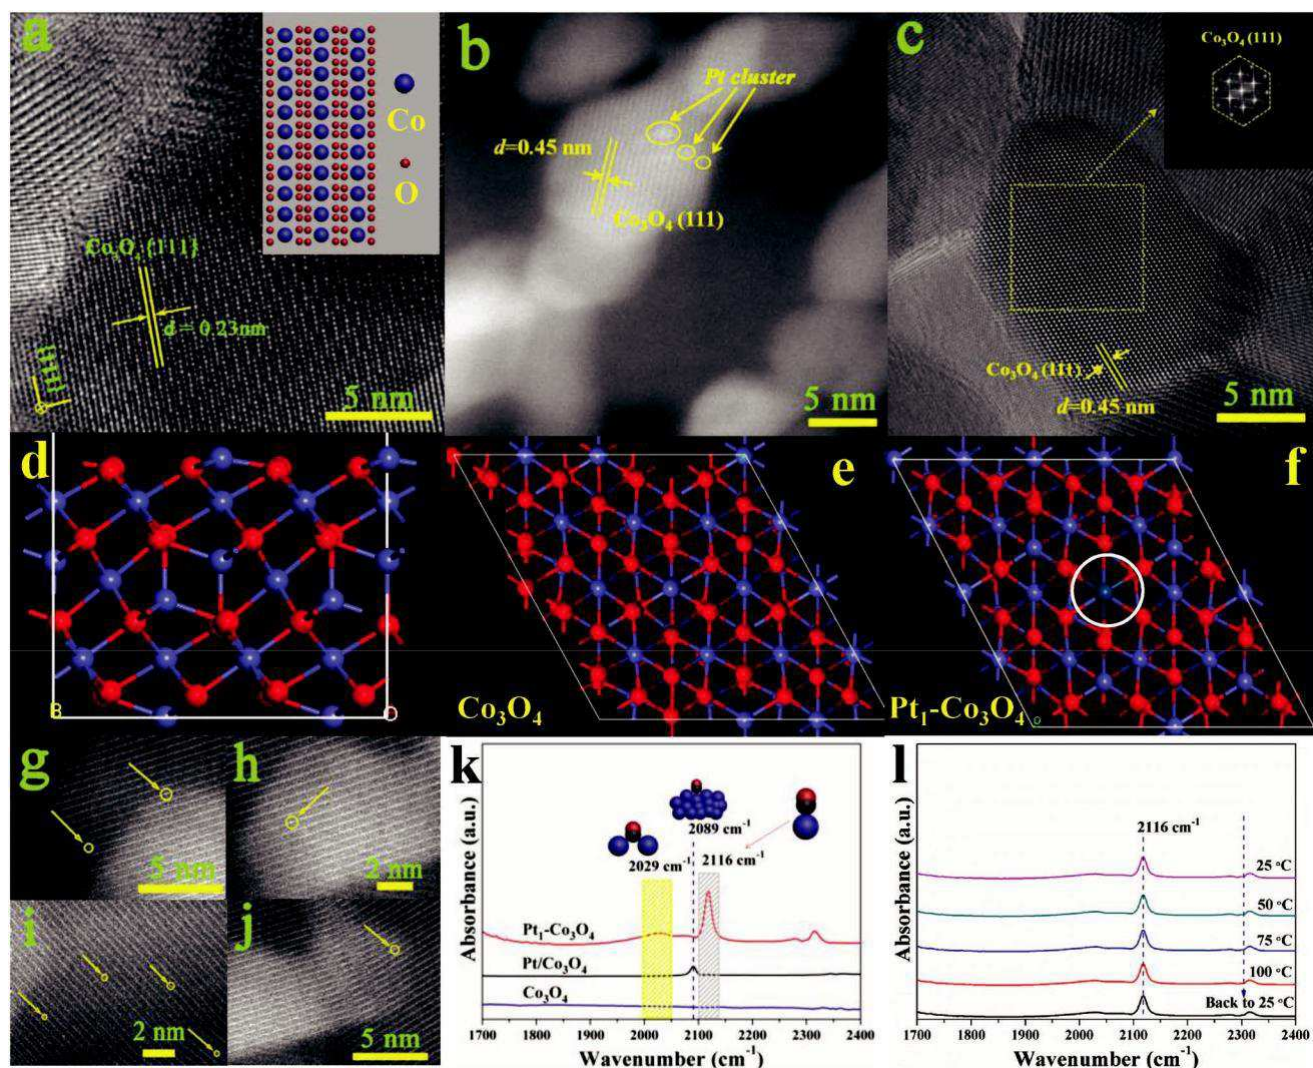 a
Co
O
Co₃O₄{111}
d = 0.23nm
[111]
5 nm
b
Pt cluster
d=0.45 nm
Co₃O₄ (111)
5 nm
c
Co₃O₄ (111)
Co₃O₄ (111)
d=0.45 nm
5 nm
d
B
e
Co₃O₄
f
Pt₁-Co₃O₄
g
5 nm
h
2 nm
i
2 nm
j
5 nm
k
2089 cm⁻¹
2029 cm⁻¹
2116 cm⁻¹
Pt₁-Co₃O₄
Pt/Co₃O₄
Co₃O₄
Absorbance (a.u.)
1700 1800 1900 2000 2100 2200 2300 2400
Wavenumber (cm⁻¹)
l
2116 cm⁻¹
25 °C
50 °C
75 °C
100 °C
Back to 25 °C
Absorbance (a.u.)
1700 1800 1900 2000 2100 2200 2300 2400
Wavenumber (cm⁻¹)